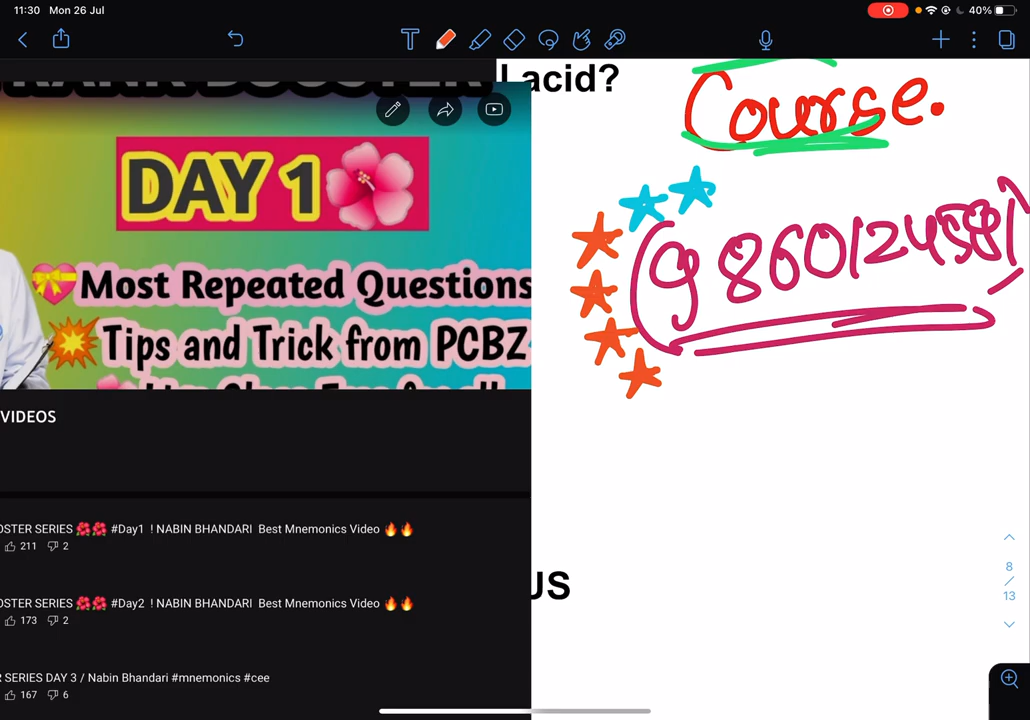 11:30 Mon 26 Jul
40%
T
l acid?
Course.
DAY 1
(9860124581)
Most Repeated Questions
Tips and Trick from PCBZ
VIDEOS
OSTER SERIES 🌺🌺 #Day1 ! NABIN BHANDARI Best Mnemonics Video 🔥🔥
211 2
OSTER SERIES 🌺🌺 #Day2 ! NABIN BHANDARI Best Mnemonics Video 🔥🔥
173 2
US
8
/
13
R SERIES DAY 3 / Nabin Bhandari #mnemonics #cee
167 6